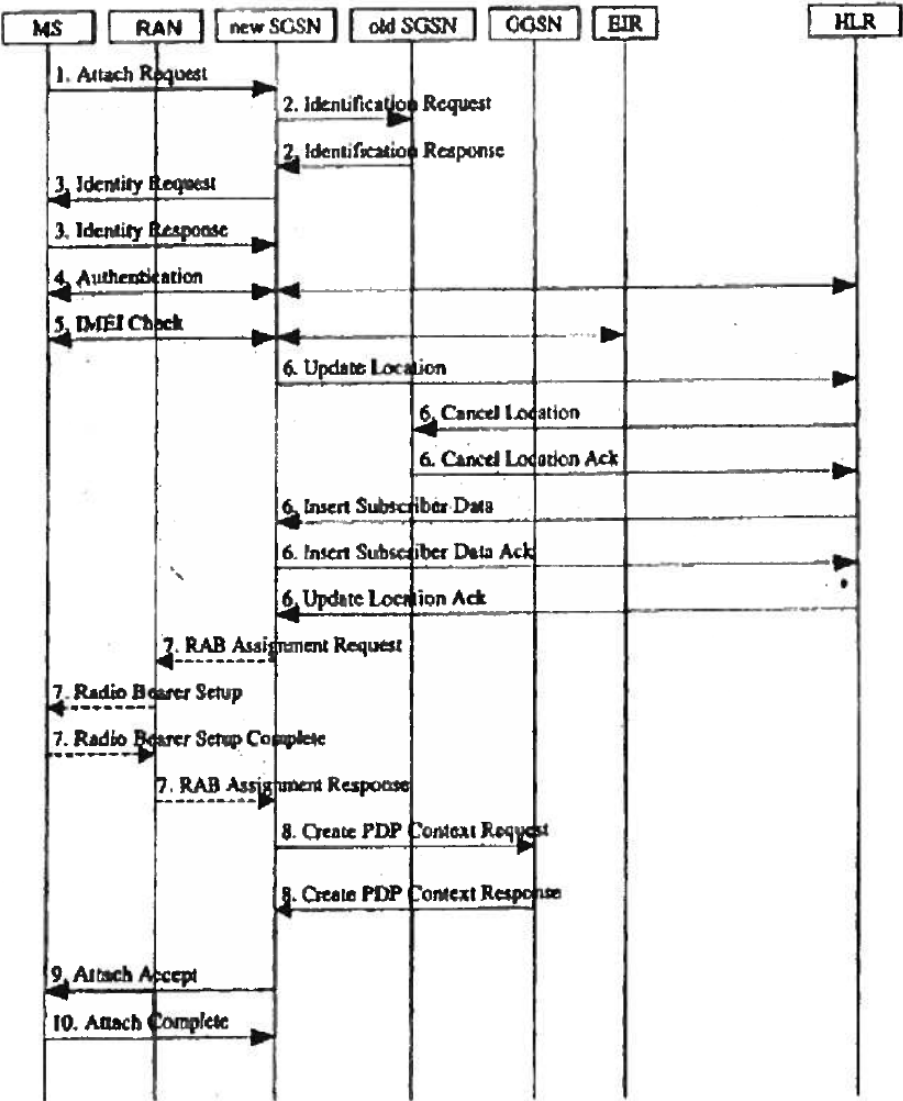 MS RAN new SGSN old SGSN GGSN EIR HLR
1. Attach Request
2. Identification Request
2. Identification Response
3. Identity Request
3. Identity Response
4. Authentication
5. IMEI Check
6. Update Location
6. Cancel Location
6. Cancel Location Ack
6. Insert Subscriber Data
6. Insert Subscriber Data Ack
6. Update Location Ack
7. RAB Assignment Request
7. Radio Bearer Setup
7. Radio Bearer Setup Complete
7. RAB Assignment Response
8. Create PDP Context Request
8. Create PDP Context Response
9. Attach Accept
10. Attach Complete